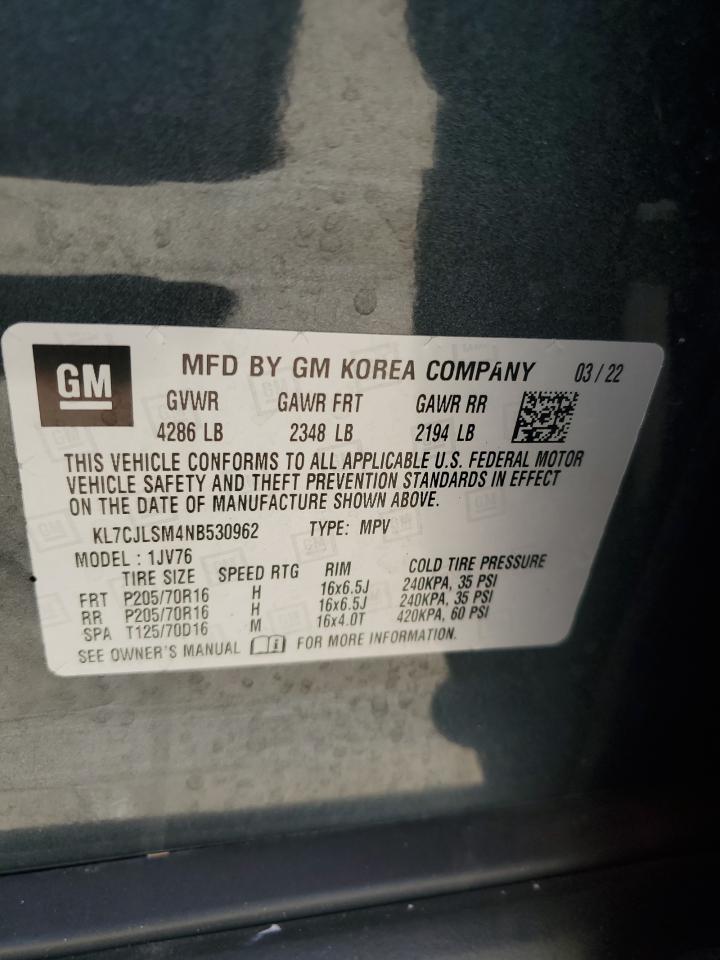 GM
MFD BY GM KOREA COMPANY 03 / 22
GVWR GAWR FRT GAWR RR
4286 LB 2348 LB 2194 LB
THIS VEHICLE CONFORMS TO ALL APPLICABLE U.S. FEDERAL MOTOR
VEHICLE SAFETY AND THEFT PREVENTION STANDARDS IN EFFECT
ON THE DATE OF MANUFACTURE SHOWN ABOVE.
KL7CJLSM4NB530962 TYPE: MPV
MODEL : 1JV76
TIRE SIZE SPEED RTG RIM COLD TIRE PRESSURE
FRT P205/70R16 H 16x6.5J 240KPA, 35 PSI
RR P205/70R16 H 16x6.5J 240KPA, 35 PSI
SPA T125/70D16 M 16x4.0T 420KPA, 60 PSI
SEE OWNER'S MANUAL i FOR MORE INFORMATION.